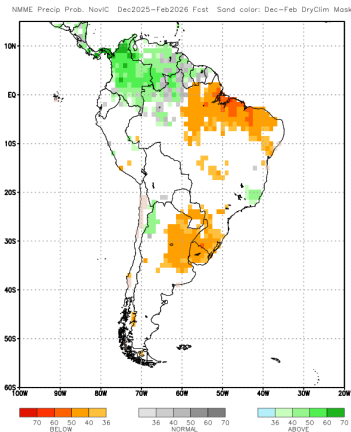 NMME Precip Prob. NovIC Dec2025-Feb2026 Fcst Sand color: Dec-Feb DryClim Mask
10N
EQ
10S
20S
30S
40S
50S
60S
100W 90W 80W 70W 60W 50W 40W 30W 20W
70 60 50 40 36 36 40 50 60 70 36 40 50 60 70
BELOW NORMAL ABOVE